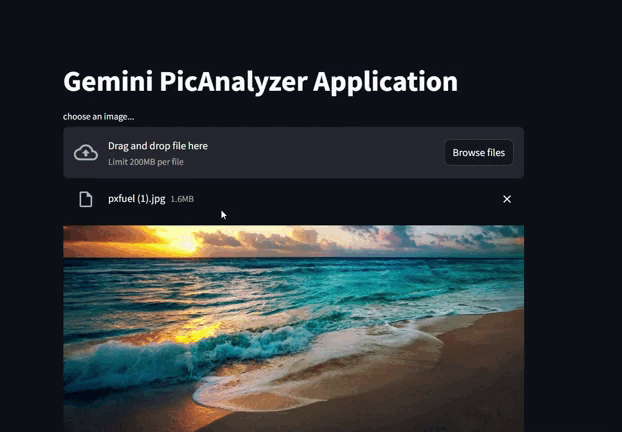 Gemini PicAnalyzer Application
choose an image...
Drag and drop file here
Limit 200MB per file
Browse files
pxfuel (1).jpg 1.6MB